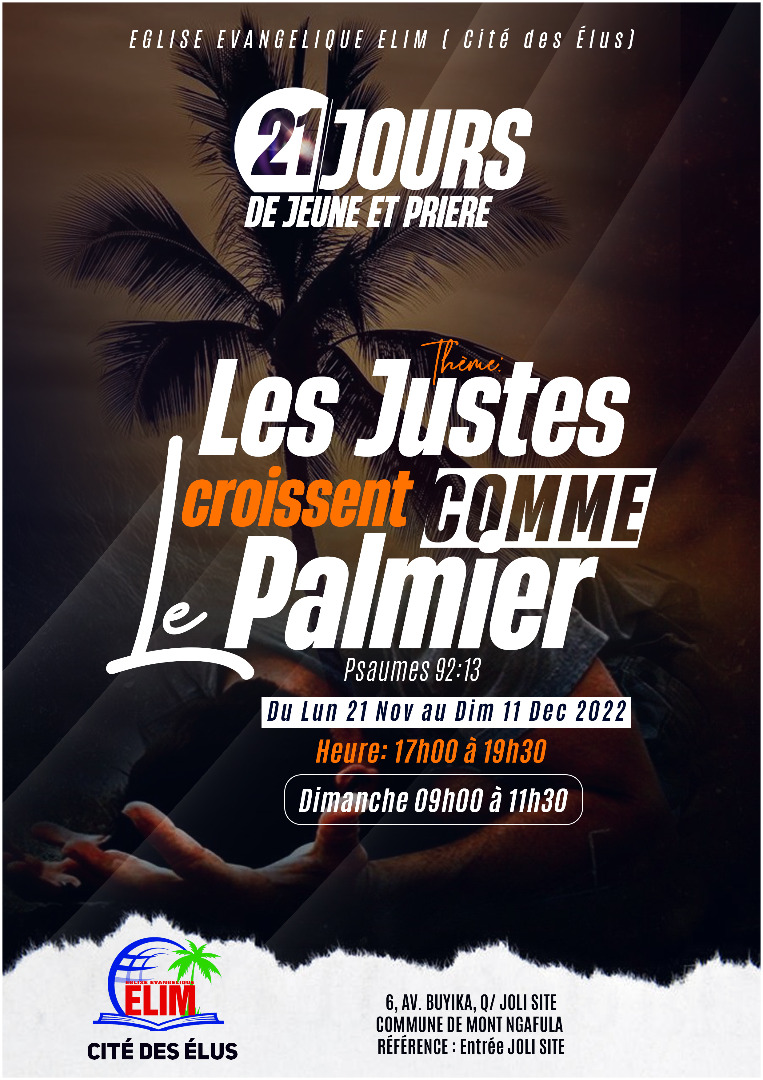 EGLISE EVANGELIQUE ELIM ( Cité des Élus)
21 JOURS
DE JEUNE ET PRIERE
Thème:
Les Justes
croissent COMME
Le Palmier
Psaumes 92:13
Du Lun 21 Nov au Dim 11 Dec 2022
Heure: 17h00 à 19h30
Dimanche 09h00 à 11h30
EGLISE EVANGELIQUE
ELIM
CITÉ DES ÉLUS
6, AV. BUYIKA, Q/ JOLI SITE
COMMUNE DE MONT NGAFULA
RÉFÉRENCE : Entrée JOLI SITE